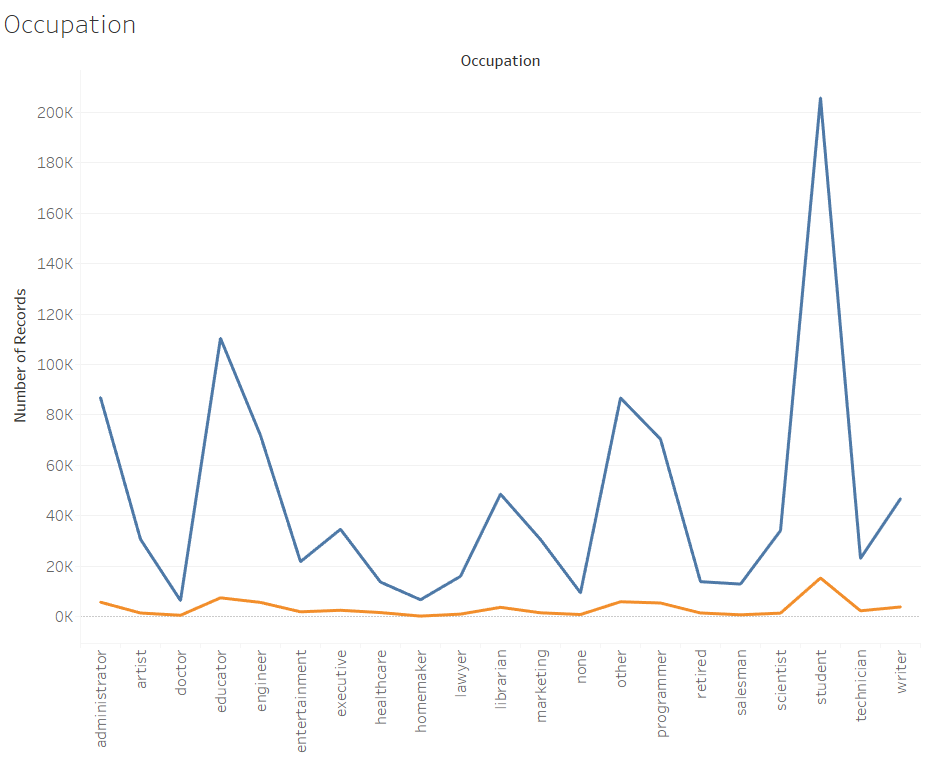 Occupation
Occupation
Number of Records
200K
180K
160K
140K
120K
100K
80K
60K
40K
20K
0K
administrator
artist
doctor
educator
engineer
entertainment
executive
healthcare
homemaker
lawyer
librarian
marketing
none
other
programmer
retired
salesman
scientist
student
technician
writer